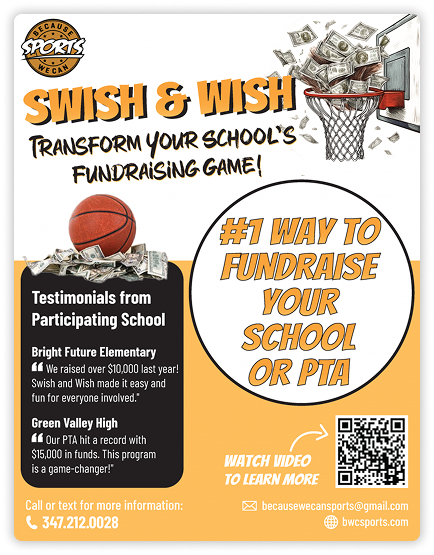 BECAUSE
SPORTS
WE CAN
SWISH & WISH
TRANSFORM YOUR SCHOOL'S
FUNDRAISING GAME!
#1 WAY TO
FUNDRAISE
YOUR
SCHOOL
OR PTA
Testimonials from
Participating School
Bright Future Elementary
“ We raised over $10,000 last year!
Swish and Wish made it easy and
fun for everyone involved."
Green Valley High
“ Our PTA hit a record with
$15,000 in funds. This program
is a game-changer!"
WATCH VIDEO
TO LEARN MORE
Call or text for more information:
347.212.0028
becausewecansports@gmail.com
bwcsports.com